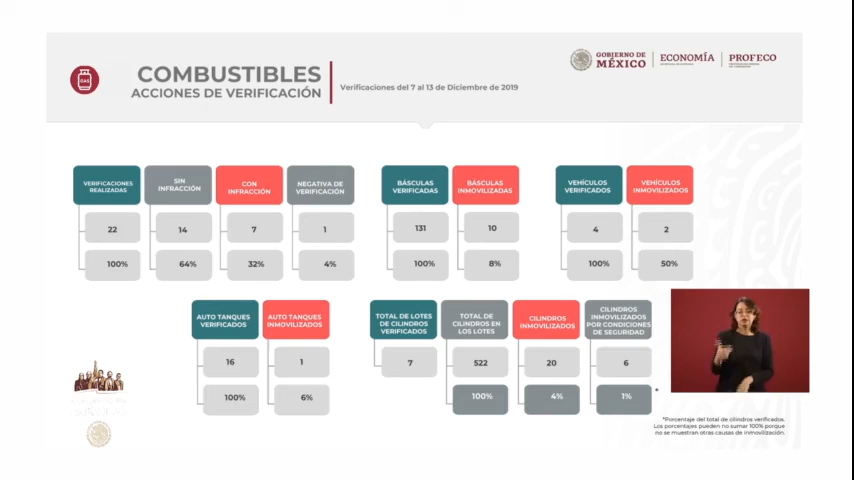 GAS
COMBUSTIBLES
ACCIONES DE VERIFICACIÓN
Verificaciones del 7 al 13 de Diciembre de 2019
GOBIERNO DE
MÉXICO
ECONOMÍA
PROFECO
VERIFICACIONES
REALIZADAS
22
100%
SIN
INFRACCIÓN
14
64%
CON
INFRACCIÓN
7
32%
NEGATIVA DE
VERIFICACIÓN
1
4%
BÁSCULAS
VERIFICADAS
131
100%
BÁSCULAS
INMOVILIZADAS
10
8%
VEHÍCULOS
VERIFICADOS
4
100%
VEHÍCULOS
INMOVILIZADOS
2
50%
AUTO TANQUES
VERIFICADOS
16
100%
AUTO TANQUES
INMOVILIZADOS
1
6%
TOTAL DE LOTES
DE CILINDROS
VERIFICADOS
7
TOTAL DE
CILINDROS EN
LOS LOTES
522
100%
CILINDROS
INMOVILIZADOS
20
4%
CILINDROS
INMOVILIZADOS
POR CONDICIONES
DE SEGURIDAD
6
1%
*
*Porcentaje del total de cilindros verificados.
Los porcentajes pueden no sumar 100% porque
no se muestran otras causas de inmovilización.